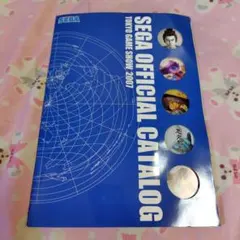 SEGA
SEGA OFFICIAL CATALOG
TOKYO GAME SHOW 2007